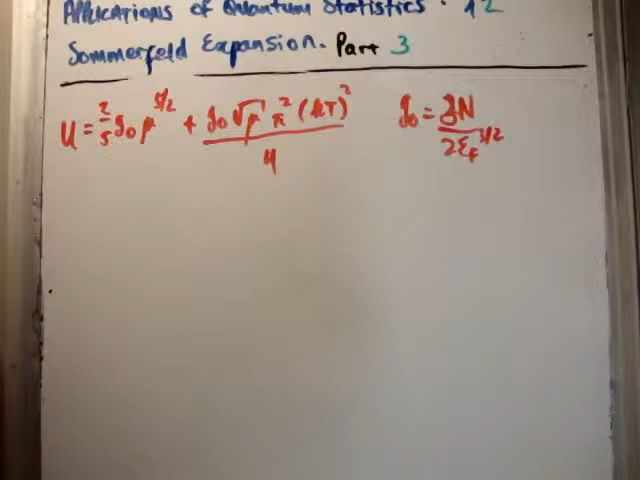 Applications of Quantum Statistics. 12
Sommerfeld Expansion. Part 3
U = 2/5 g₀ μ^5/2 + g₀ √μ π² (kT)² / 4
g₀ = 3N / 2ε_F^3/2